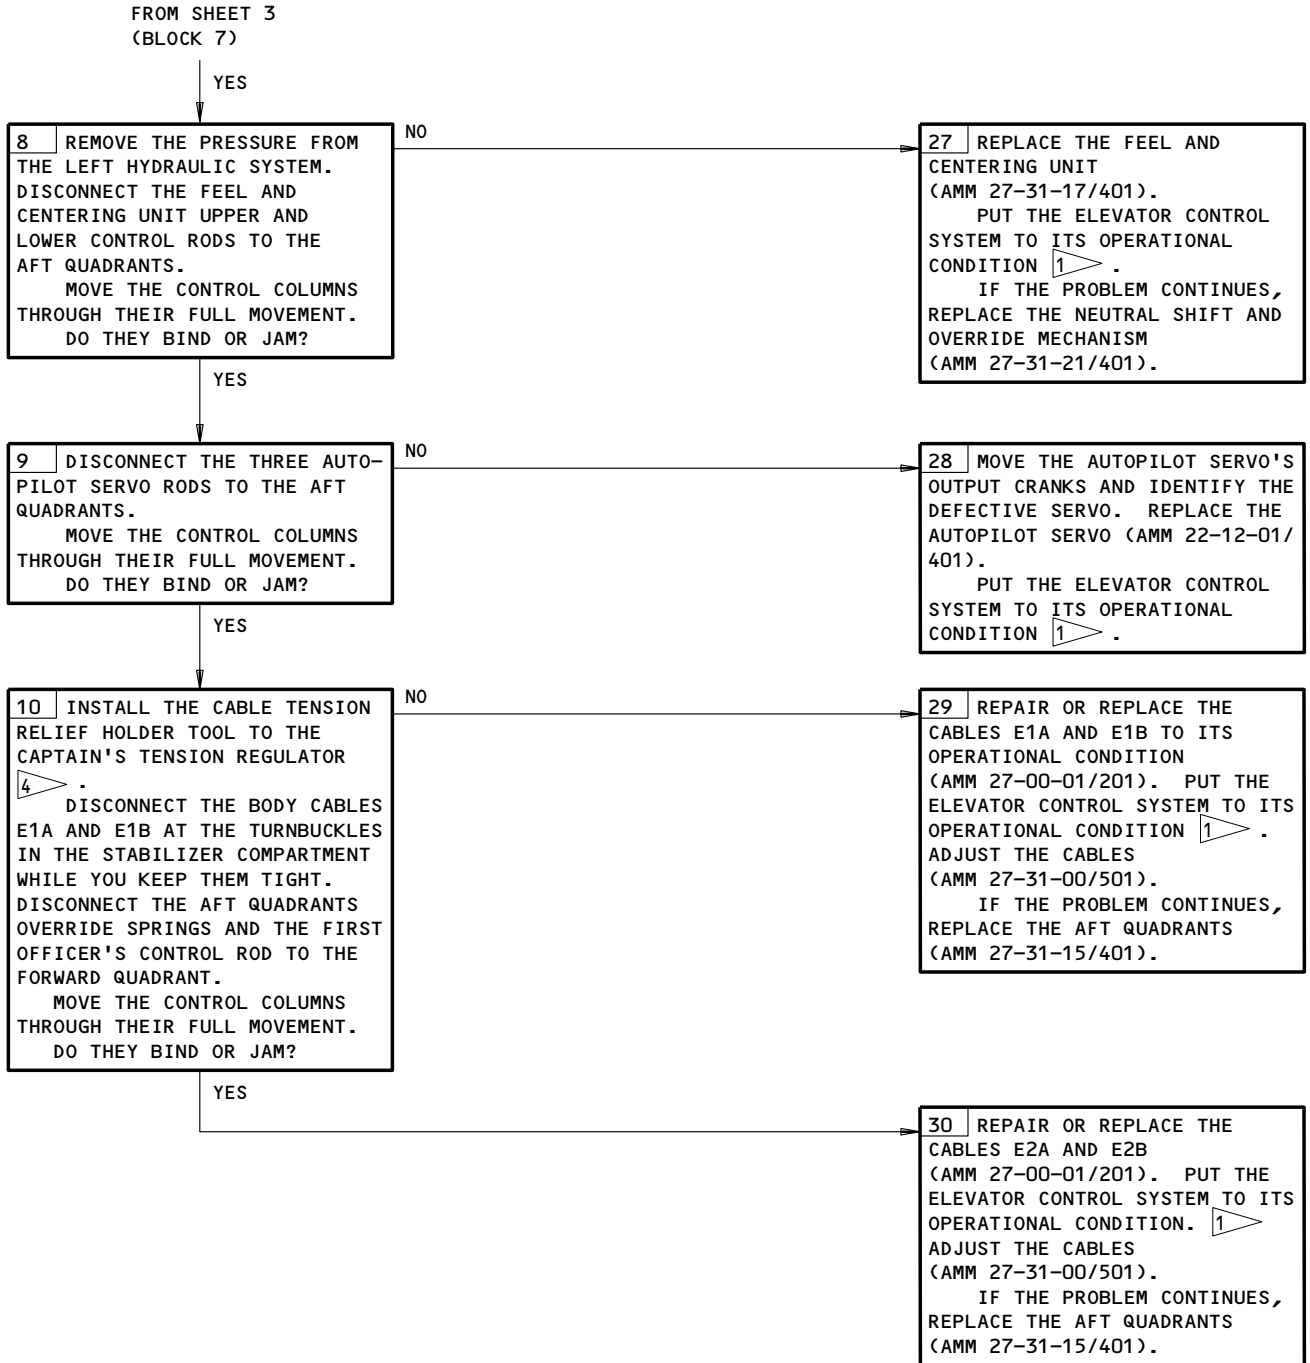 FROM SHEET 3
(BLOCK 7)
YES
8 REMOVE THE PRESSURE FROM
THE LEFT HYDRAULIC SYSTEM.
DISCONNECT THE FEEL AND
CENTERING UNIT UPPER AND
LOWER CONTROL RODS TO THE
AFT QUADRANTS.
MOVE THE CONTROL COLUMNS
THROUGH THEIR FULL MOVEMENT.
DO THEY BIND OR JAM?
NO
27 REPLACE THE FEEL AND
CENTERING UNIT
(AMM 27-31-17/401).
PUT THE ELEVATOR CONTROL
SYSTEM TO ITS OPERATIONAL
CONDITION 1 .
IF THE PROBLEM CONTINUES,
REPLACE THE NEUTRAL SHIFT AND
OVERRIDE MECHANISM
(AMM 27-31-21/401).
YES
9 DISCONNECT THE THREE AUTO-
PILOT SERVO RODS TO THE AFT
QUADRANTS.
MOVE THE CONTROL COLUMNS
THROUGH THEIR FULL MOVEMENT.
DO THEY BIND OR JAM?
NO
28 MOVE THE AUTOPILOT SERVO'S
OUTPUT CRANKS AND IDENTIFY THE
DEFECTIVE SERVO. REPLACE THE
AUTOPILOT SERVO (AMM 22-12-01/
401).
PUT THE ELEVATOR CONTROL
SYSTEM TO ITS OPERATIONAL
CONDITION 1 .
YES
10 INSTALL THE CABLE TENSION
RELIEF HOLDER TOOL TO THE
CAPTAIN'S TENSION REGULATOR
4 .
DISCONNECT THE BODY CABLES
E1A AND E1B AT THE TURNBUCKLES
IN THE STABILIZER COMPARTMENT
WHILE YOU KEEP THEM TIGHT.
DISCONNECT THE AFT QUADRANTS
OVERRIDE SPRINGS AND THE FIRST
OFFICER'S CONTROL ROD TO THE
FORWARD QUADRANT.
MOVE THE CONTROL COLUMNS
THROUGH THEIR FULL MOVEMENT.
DO THEY BIND OR JAM?
NO
29 REPAIR OR REPLACE THE
CABLES E1A AND E1B TO ITS
OPERATIONAL CONDITION
(AMM 27-00-01/201). PUT THE
ELEVATOR CONTROL SYSTEM TO ITS
OPERATIONAL CONDITION 1 .
ADJUST THE CABLES
(AMM 27-31-00/501).
IF THE PROBLEM CONTINUES,
REPLACE THE AFT QUADRANTS
(AMM 27-31-15/401).
YES
30 REPAIR OR REPLACE THE
CABLES E2A AND E2B
(AMM 27-00-01/201). PUT THE
ELEVATOR CONTROL SYSTEM TO ITS
OPERATIONAL CONDITION. 1
ADJUST THE CABLES
(AMM 27-31-00/501).
IF THE PROBLEM CONTINUES,
REPLACE THE AFT QUADRANTS
(AMM 27-31-15/401).